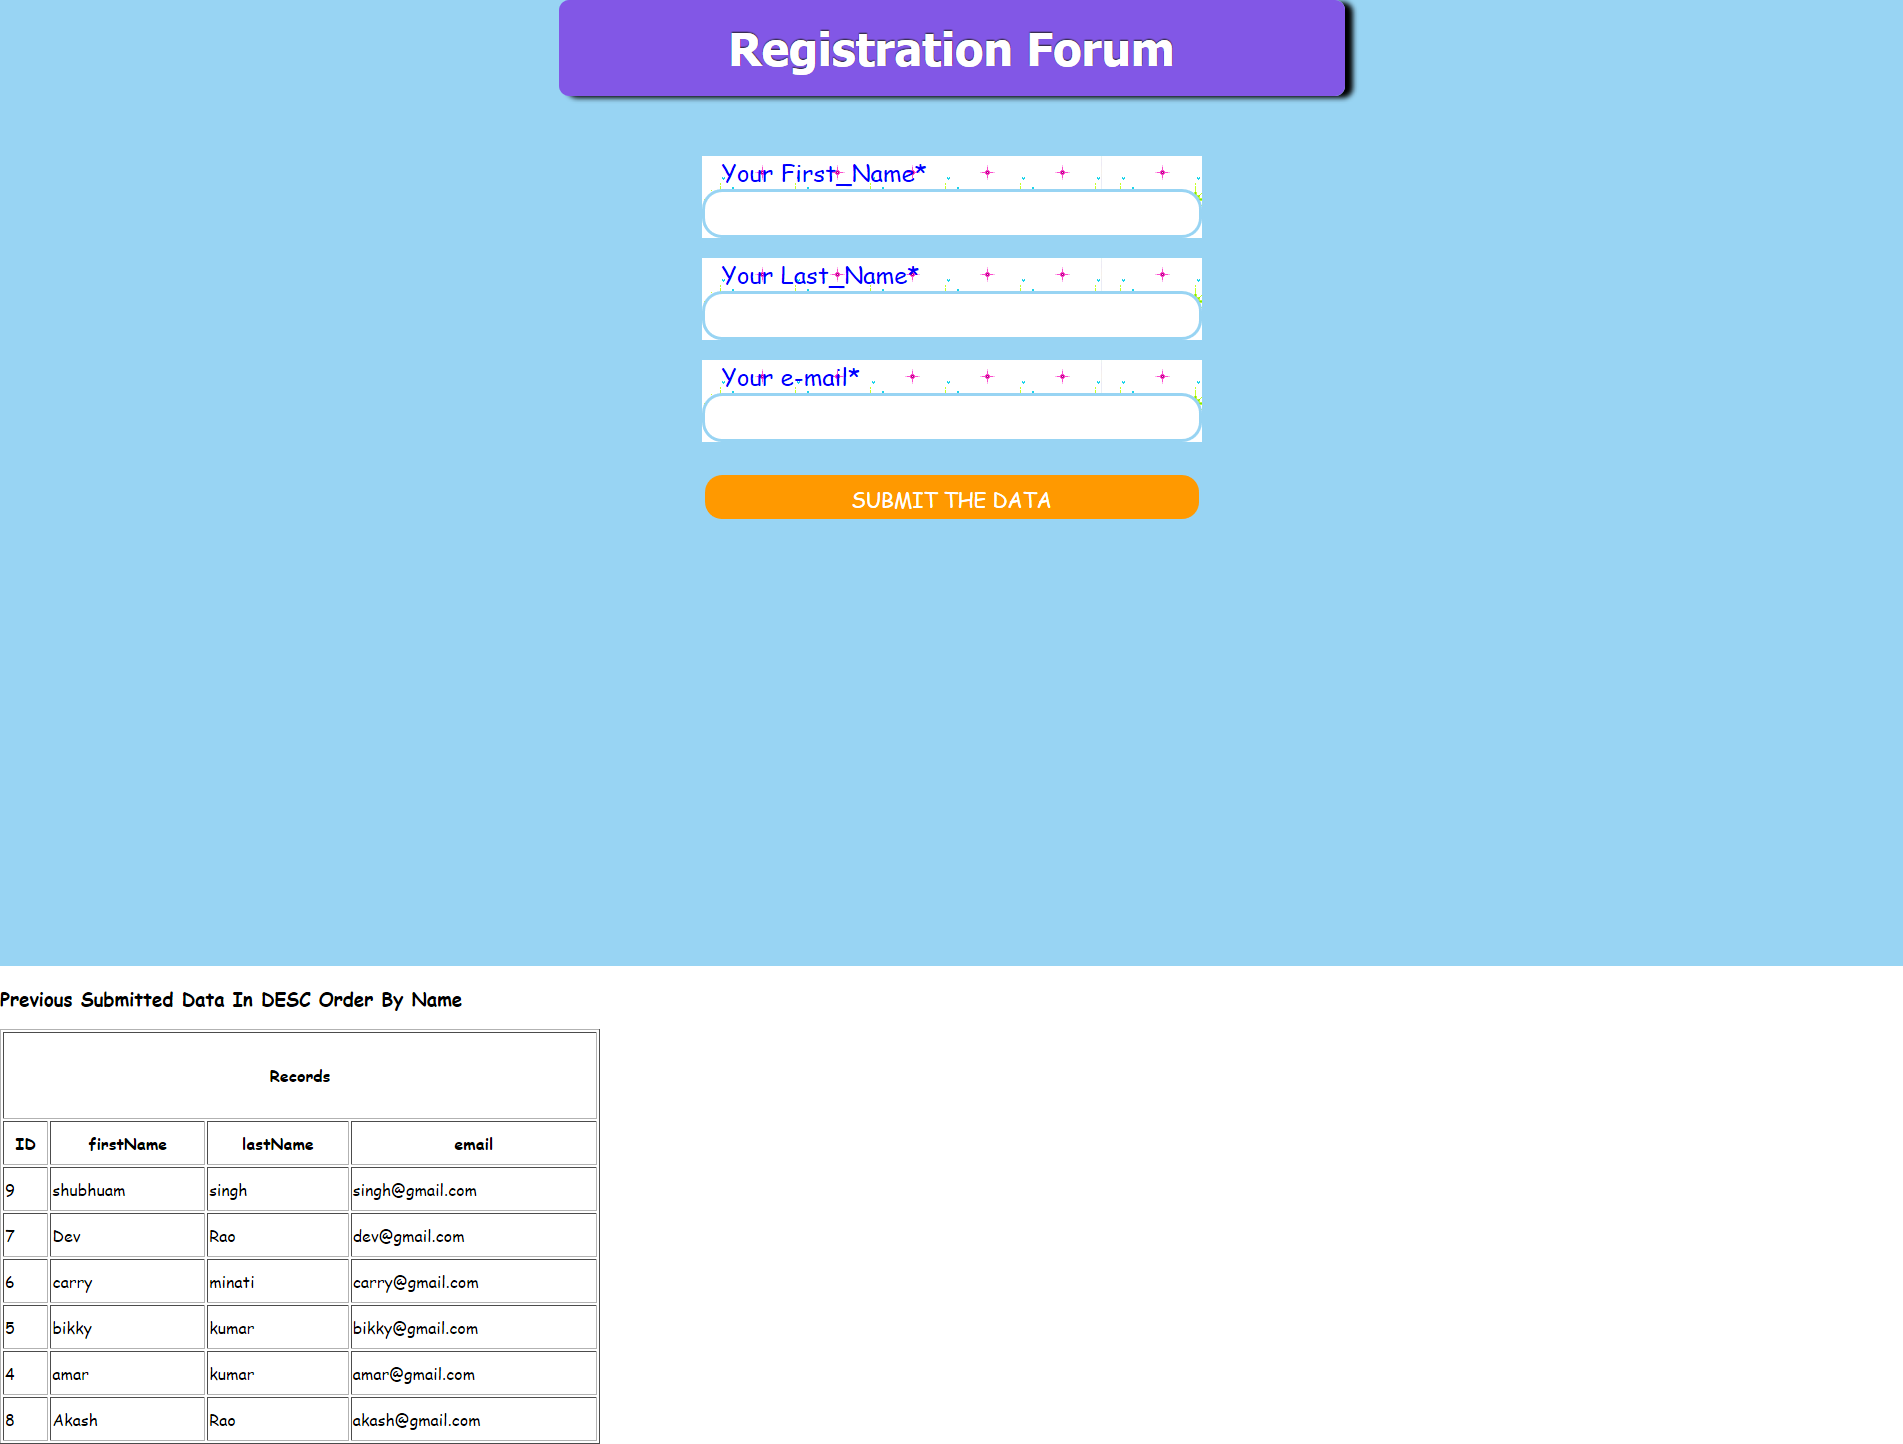 Registration Forum
Your First_Name*
Your Last_Name*
Your e-mail*
SUBMIT THE DATA
Previous Submitted Data In DESC Order By Name
Records
ID firstName lastName email
9 shubhuam singh singh@gmail.com
7 Dev Rao dev@gmail.com
6 carry minati carry@gmail.com
5 bikky kumar bikky@gmail.com
4 amar kumar amar@gmail.com
8 Akash Rao akash@gmail.com